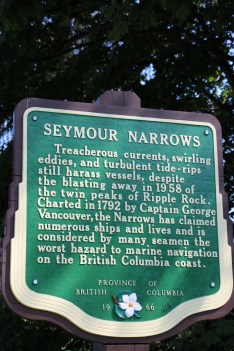 SEYMOUR NARROWS
Treacherous currents, swirling
eddies, and turbulent tide-rips
still harass vessels, despite
the blasting away in 1958 of
the twin peaks of Ripple Rock.
Charted in 1792 by Captain George
Vancouver, the Narrows has claimed
numerous ships and lives and is
considered by many seamen the
worst hazard to marine navigation
on the British Columbia coast.
PROVINCE OF
BRITISH COLUMBIA
19 66